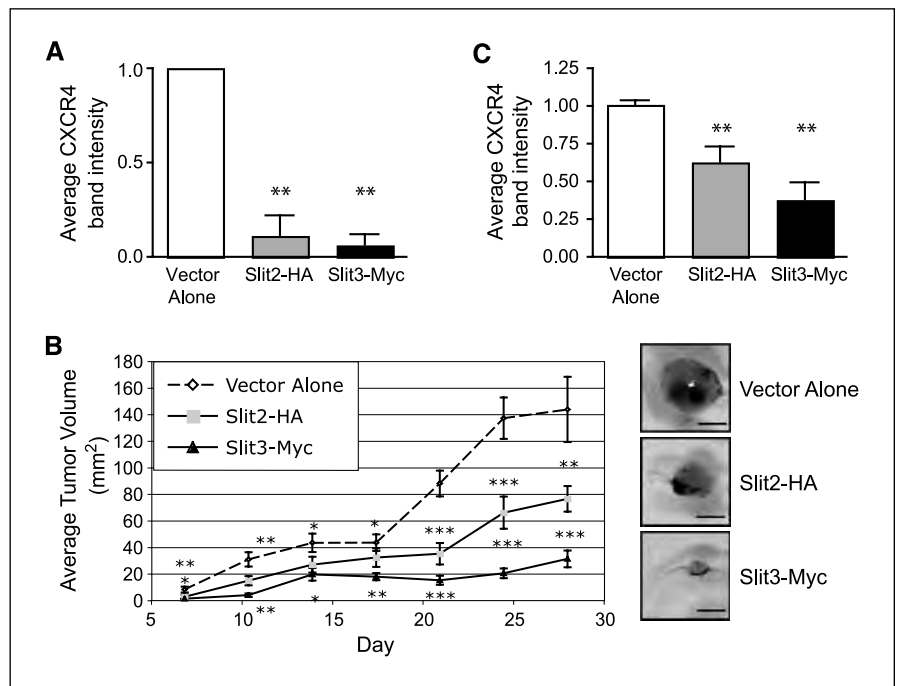 A
Average CXCR4
band intensity
1.0
0.5
0.0
**
**
Vector
Alone
Slit2-HA
Slit3-Myc
C
Average CXCR4
band intensity
1.25
1.00
0.75
0.50
0.25
0.00
**
**
Vector
Alone
Slit2-HA
Slit3-Myc
B
Average Tumor Volume
(mm²)
180
160
140
120
100
80
60
40
20
0
Vector Alone
Slit2-HA
Slit3-Myc
**
*
**
**
*
*
*
**
***
***
***
***
**
***
5
10
15
20
25
30
Day
Vector Alone
Slit2-HA
Slit3-Myc